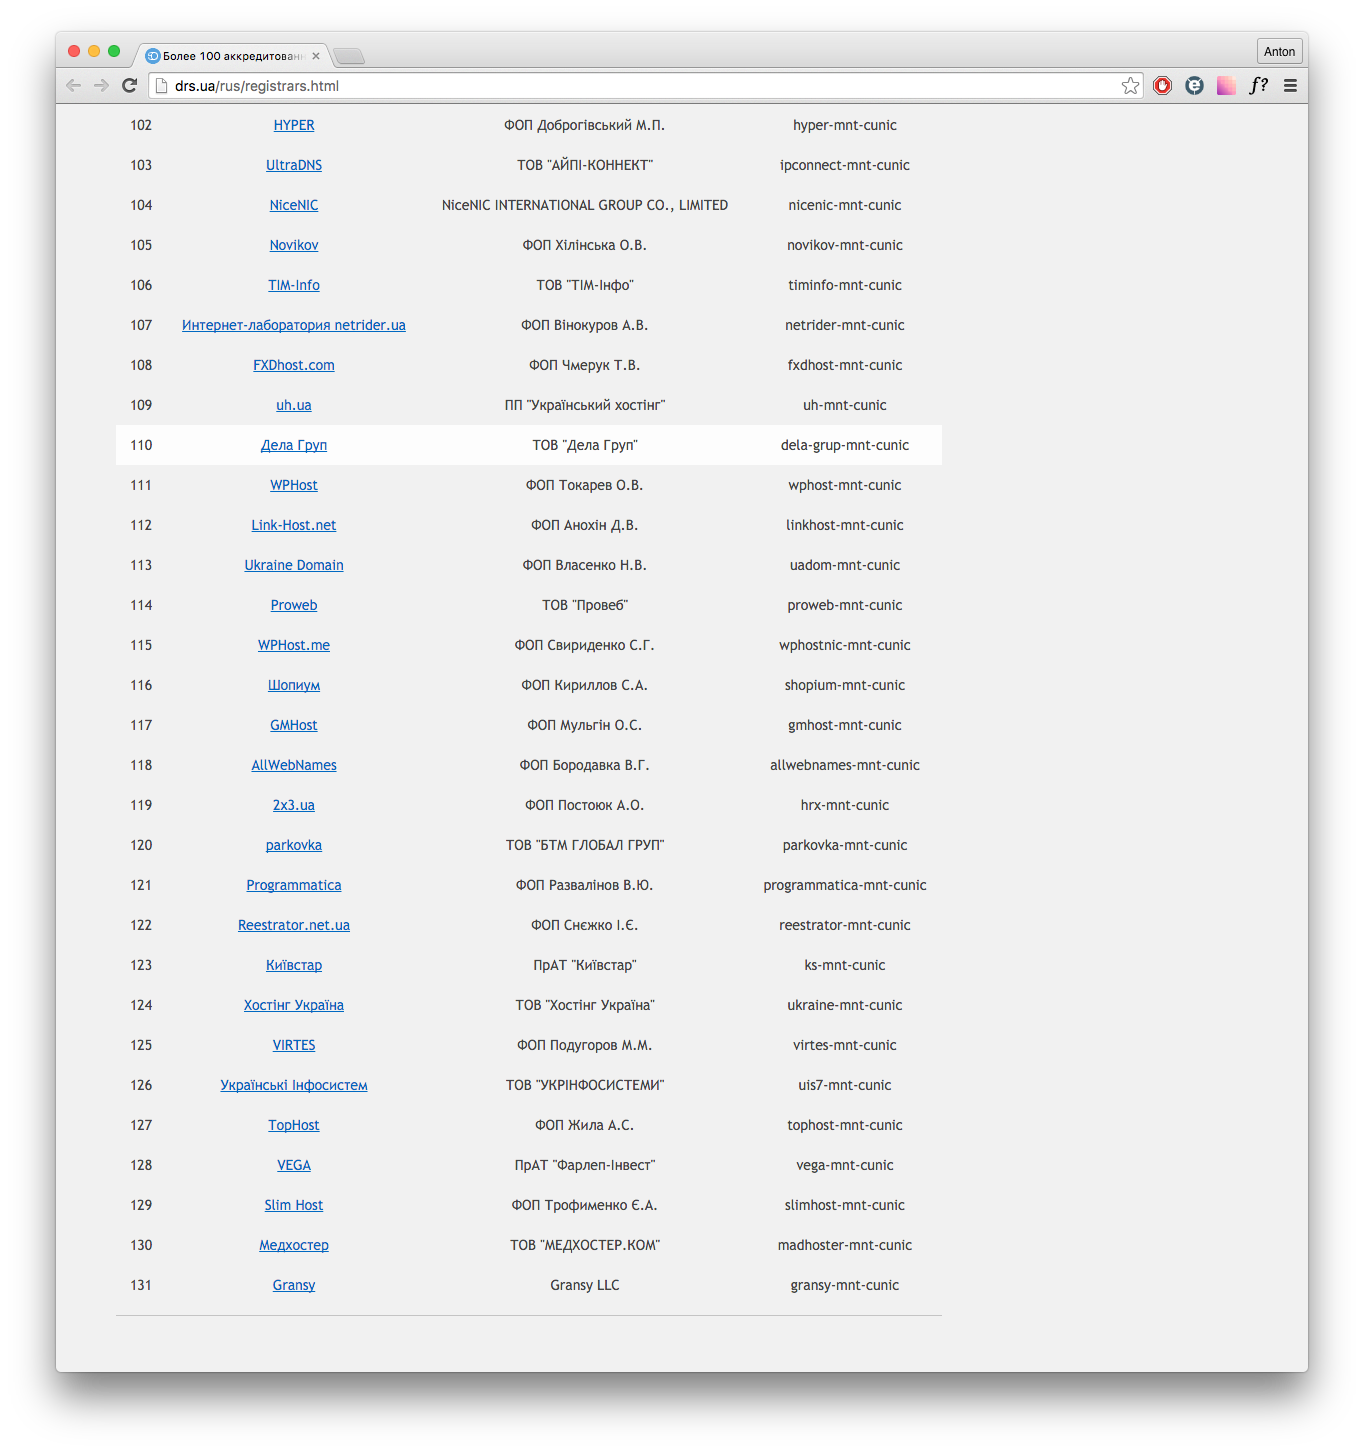 Более 100 аккредитован
Anton
drs.ua/rus/registrars.html
f?
102 HYPER ФОП Доброгівський М.П. hyper-mnt-cunic
103 UltraDNS ТОВ "АЙПІ-КОННЕКТ" ipconnect-mnt-cunic
104 NiceNIC NiceNIC INTERNATIONAL GROUP CO., LIMITED nicenic-mnt-cunic
105 Novikov ФОП Хілінська О.В. novikov-mnt-cunic
106 TIM-Info ТОВ "ТІМ-Інфо" timinfo-mnt-cunic
107 Интернет-лаборатория netrider.ua ФОП Вінокуров А.В. netrider-mnt-cunic
108 FXDhost.com ФОП Чмерук Т.В. fxdhost-mnt-cunic
109 uh.ua ПП "Український хостінг" uh-mnt-cunic
110 Дела Груп ТОВ "Дела Груп" dela-grup-mnt-cunic
111 WPHost ФОП Токарев О.В. wphost-mnt-cunic
112 Link-Host.net ФОП Анохін Д.В. linkhost-mnt-cunic
113 Ukraine Domain ФОП Власенко Н.В. uadom-mnt-cunic
114 Proweb ТОВ "Провеб" proweb-mnt-cunic
115 WPHost.me ФОП Свириденко С.Г. wphostnic-mnt-cunic
116 Шопиум ФОП Кириллов С.А. shopium-mnt-cunic
117 GMHost ФОП Мульгін О.С. gmhost-mnt-cunic
118 AllWebNames ФОП Бородавка В.Г. allwebnames-mnt-cunic
119 2x3.ua ФОП Постоюк А.О. hrx-mnt-cunic
120 parkovka ТОВ "БТМ ГЛОБАЛ ГРУП" parkovka-mnt-cunic
121 Programmatica ФОП Развалінов В.Ю. programmatica-mnt-cunic
122 Reestrator.net.ua ФОП Снєжко І.Є. reestrator-mnt-cunic
123 Київстар ПрАТ "Київстар" ks-mnt-cunic
124 Хостінг Україна ТОВ "Хостінг Україна" ukraine-mnt-cunic
125 VIRTES ФОП Подугоров М.М. virtes-mnt-cunic
126 Українські Інфосистем ТОВ "УКРІНФОСИСТЕМИ" uis7-mnt-cunic
127 TopHost ФОП Жила А.С. tophost-mnt-cunic
128 VEGA ПрАТ "Фарлеп-Інвест" vega-mnt-cunic
129 Slim Host ФОП Трофименко Є.А. slimhost-mnt-cunic
130 Медхостер ТОВ "МЕДХОСТЕР.КОМ" madhoster-mnt-cunic
131 Gransy Gransy LLC gransy-mnt-cunic